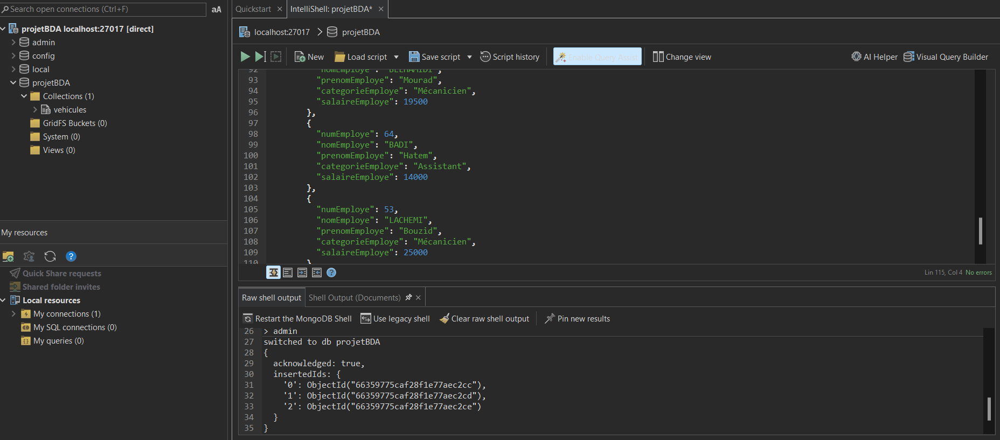 Search open connections (Ctrl+F) aA
projetBDA localhost:27017 [direct]
admin
config
local
projetBDA
Collections (1)
vehicules
GridFS Buckets (0)
System (0)
Views (0)
My resources
Quick Share requests
Shared folder invites
Local resources
My connections (1)
My SQL connections (0)
My queries (0)
Quickstart × IntelliShell: projetBDA* ×
localhost:27017 > projetBDA
New Load script Save script Script history Enable Query Assist Change view AI Helper Visual Query Builder
92 "nomEmploye": "BELHAMIDI",
93 "prenomEmploye": "Mourad",
94 "categorieEmploye": "Mécanicien",
95 "salaireEmploye": 19500
96 },
97 {
98 "numEmploye": 64,
99 "nomEmploye": "BADI",
100 "prenomEmploye": "Hatem",
101 "categorieEmploye": "Assistant",
102 "salaireEmploye": 14000
103 },
104 {
105 "numEmploye": 53,
106 "nomEmploye": "LACHEMI",
107 "prenomEmploye": "Bouzid",
108 "categorieEmploye": "Mécanicien",
109 "salaireEmploye": 25000
110 }
Lin 115, Col 4 No errors
Raw shell output Shell Output (Documents) ×
Restart the MongoDB Shell Use legacy shell Clear raw shell output Pin new results
26 > admin
27 switched to db projetBDA
28 {
29 acknowledged: true,
30 insertedIds: {
31 '0': ObjectId("66359775caf28f1e77aec2cc"),
32 '1': ObjectId("66359775caf28f1e77aec2cd"),
33 '2': ObjectId("66359775caf28f1e77aec2ce")
34 }
35 }